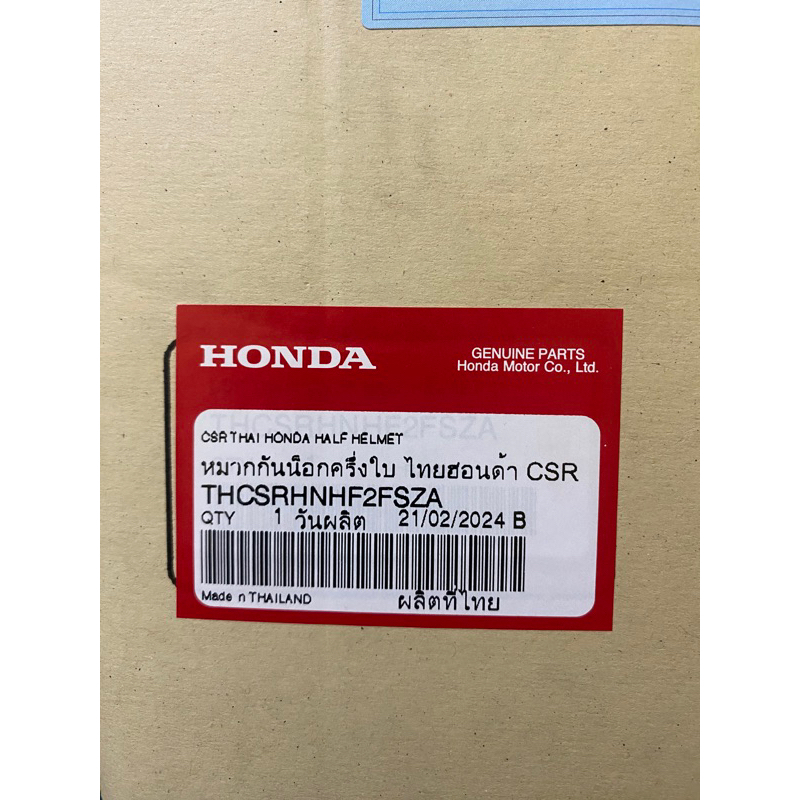 HONDA
GENUINE PARTS
Honda Motor Co., Ltd.
CSR THAI HONDA HALF HELMET
หมวกกันน็อกครึ่งใบ ไทยฮอนด้า CSR
THCSRHNHF2FSZA
QTY 1 วันผลิต 21/02/2024 B
Made n THAILAND ผลิตที่ไทย